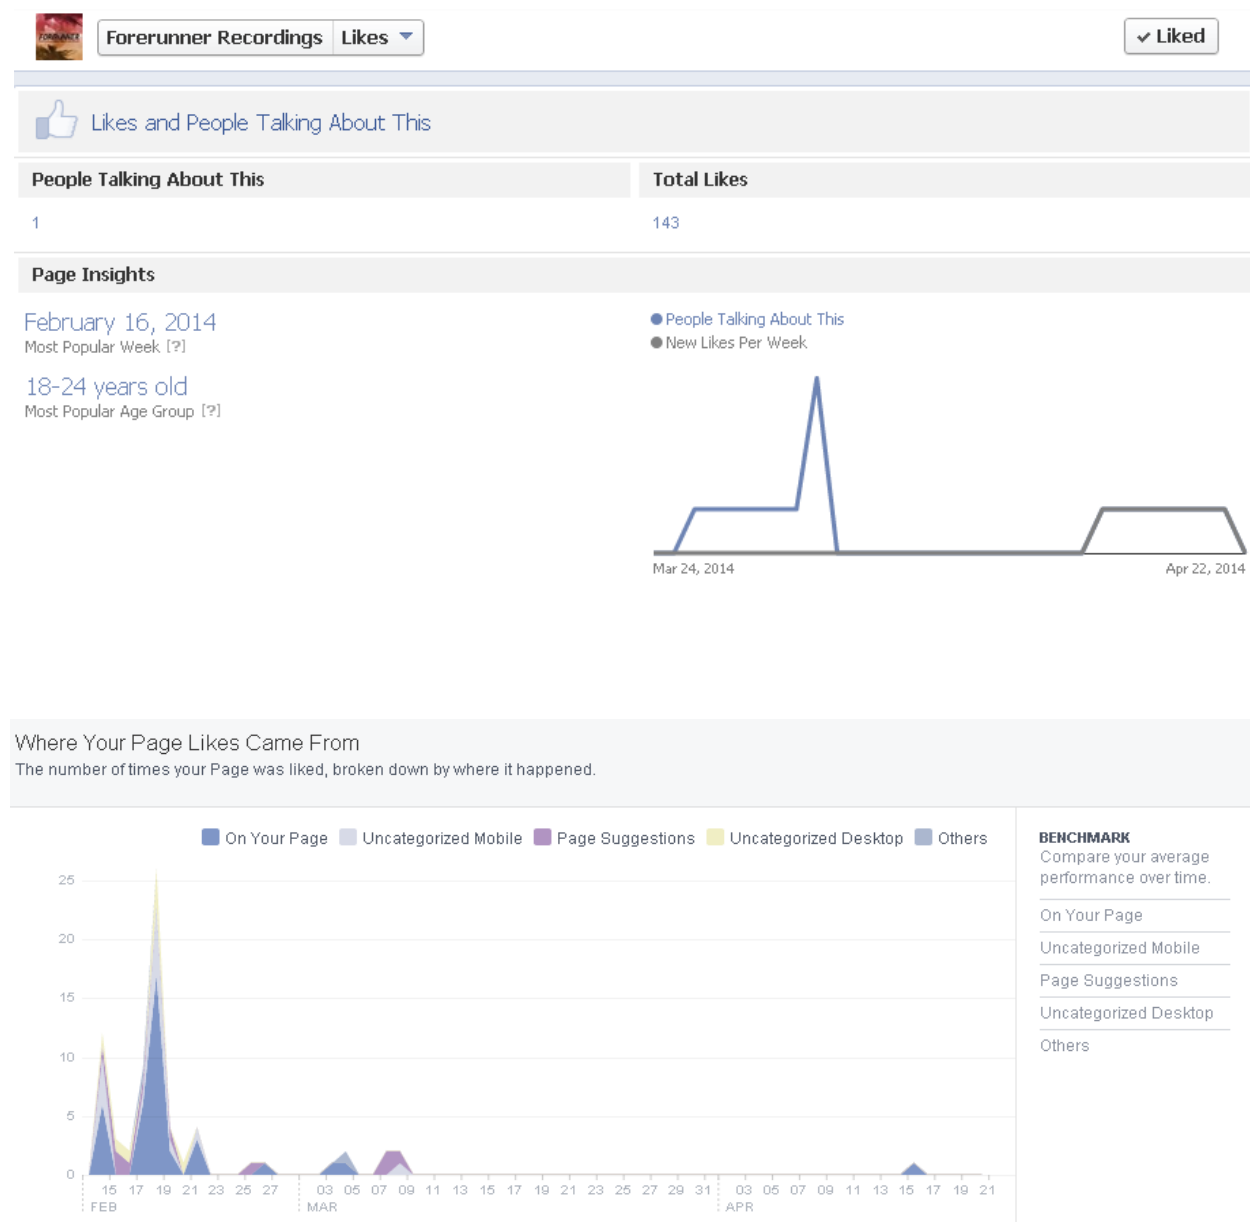 FORERUNNER
Forerunner Recordings Likes
Liked
Likes and People Talking About This
People Talking About This
Total Likes
1
143
Page Insights
February 16, 2014
Most Popular Week [?]
18-24 years old
Most Popular Age Group [?]
People Talking About This
New Likes Per Week
Mar 24, 2014
Apr 22, 2014
Where Your Page Likes Came From
The number of times your Page was liked, broken down by where it happened.
On Your Page Uncategorized Mobile Page Suggestions Uncategorized Desktop Others
25
20
15
10
5
0
15 17 19 21 23 25 27 03 05 07 09 11 13 15 17 19 21 23 25 27 29 31 03 05 07 09 11 13 15 17 19 21
FEB MAR APR
BENCHMARK
Compare your average
performance over time.
On Your Page
Uncategorized Mobile
Page Suggestions
Uncategorized Desktop
Others